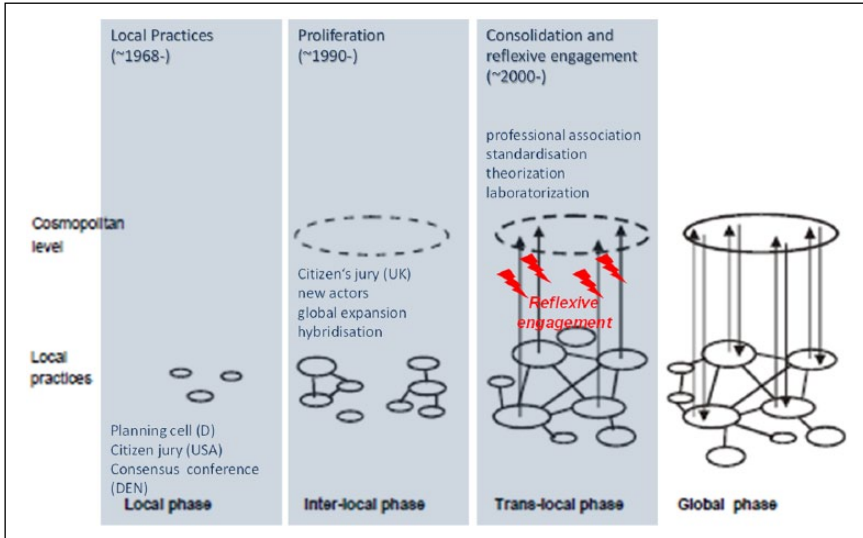 Local Practices
(~1968-)
Proliferation
(~1990-)
Consolidation and
reflexive engagement
(~2000-)
professional association
standardisation
theorization
laboratorization
Cosmopolitan
level
Citizen's jury (UK)
new actors
global expansion
hybridisation
Reflexive
engagement
Local
practices
Planning cell (D)
Citizen jury (USA)
Consensus conference
(DEN)
Local phase
Inter-local phase
Trans-local phase
Global phase